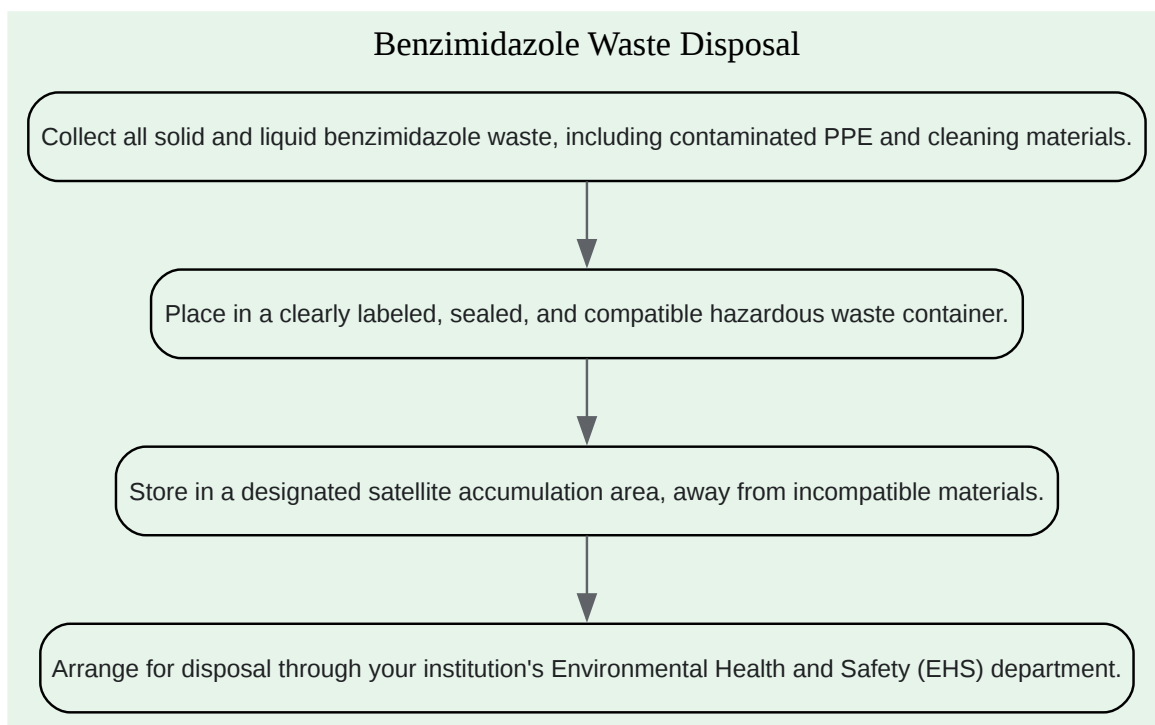 Benzimidazole Waste Disposal
Collect all solid and liquid benzimidazole waste, including contaminated PPE and cleaning materials.
Place in a clearly labeled, sealed, and compatible hazardous waste container.
Store in a designated satellite accumulation area, away from incompatible materials.
Arrange for disposal through your institution's Environmental Health and Safety (EHS) department.